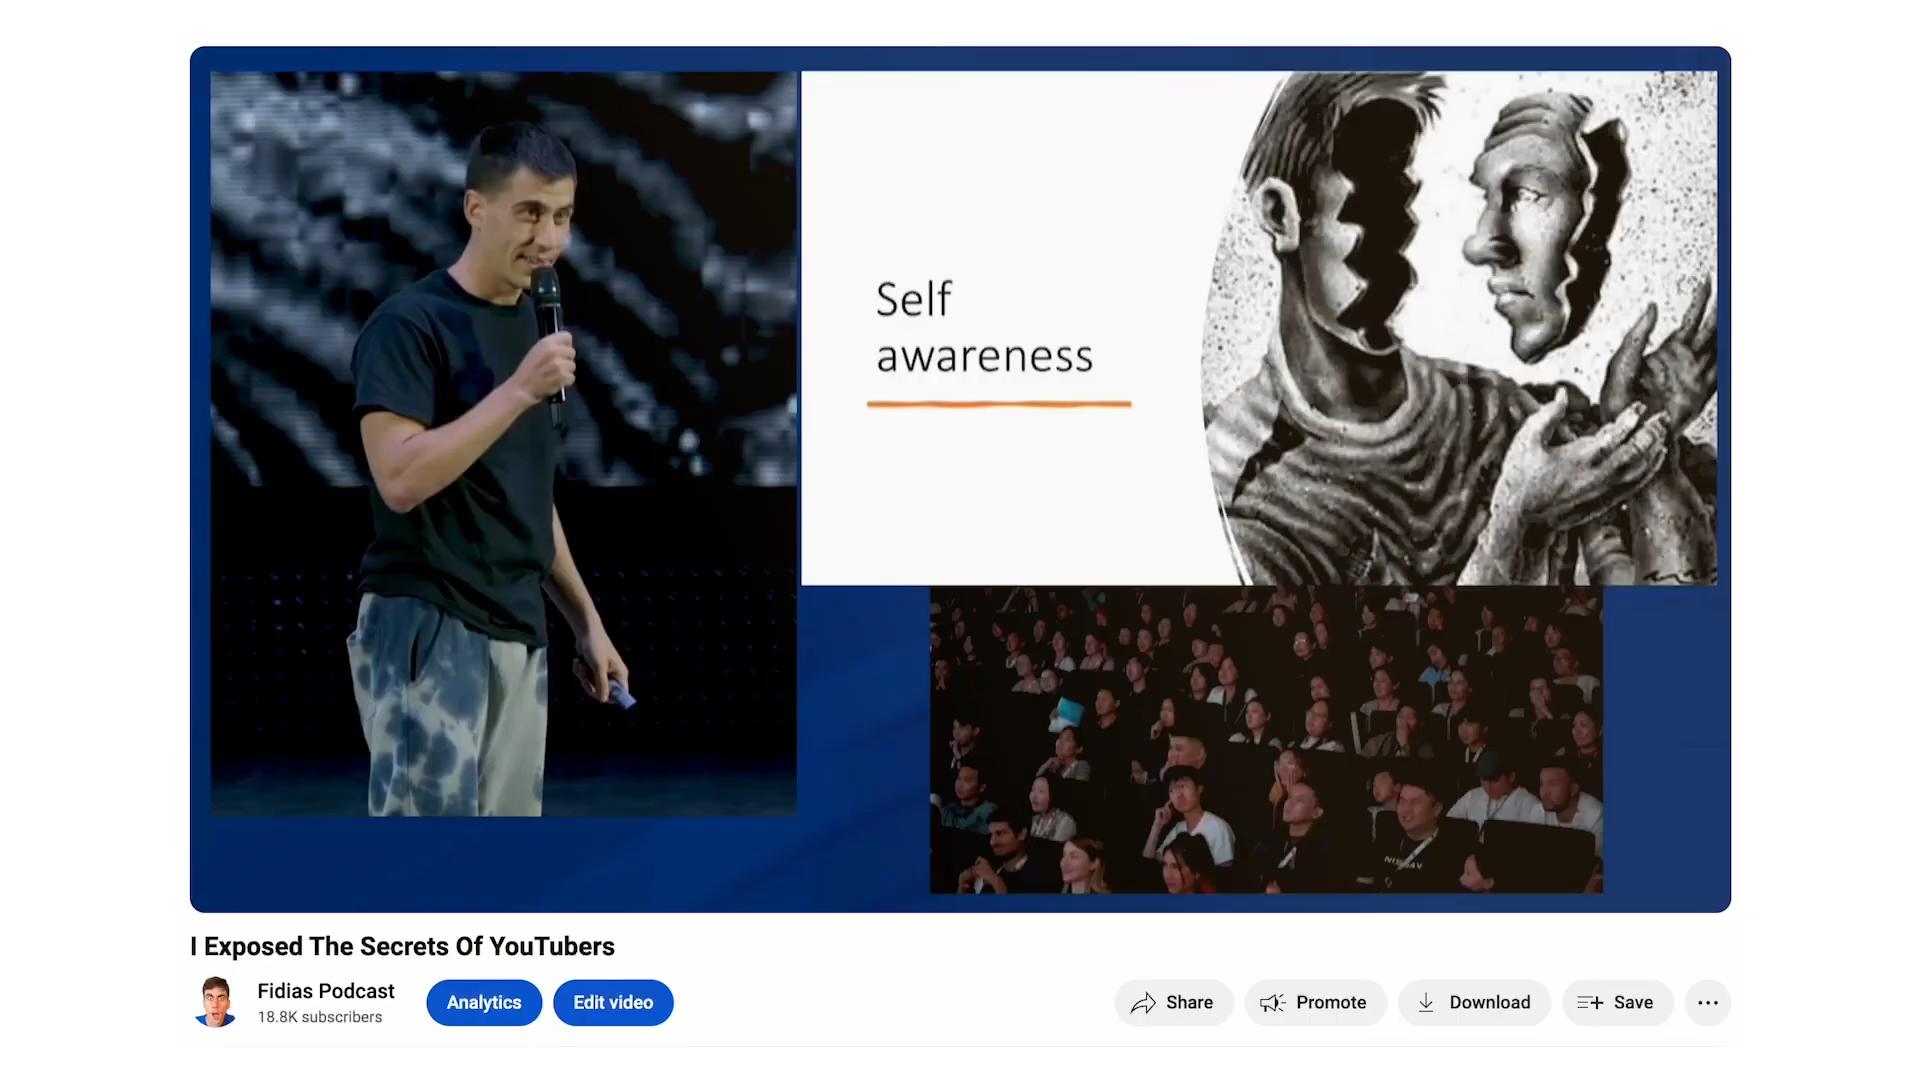 Self
awareness
I Exposed The Secrets Of YouTubers
Fidias Podcast
18.8K subscribers
Analytics
Edit video
Share
Promote
Download
Save